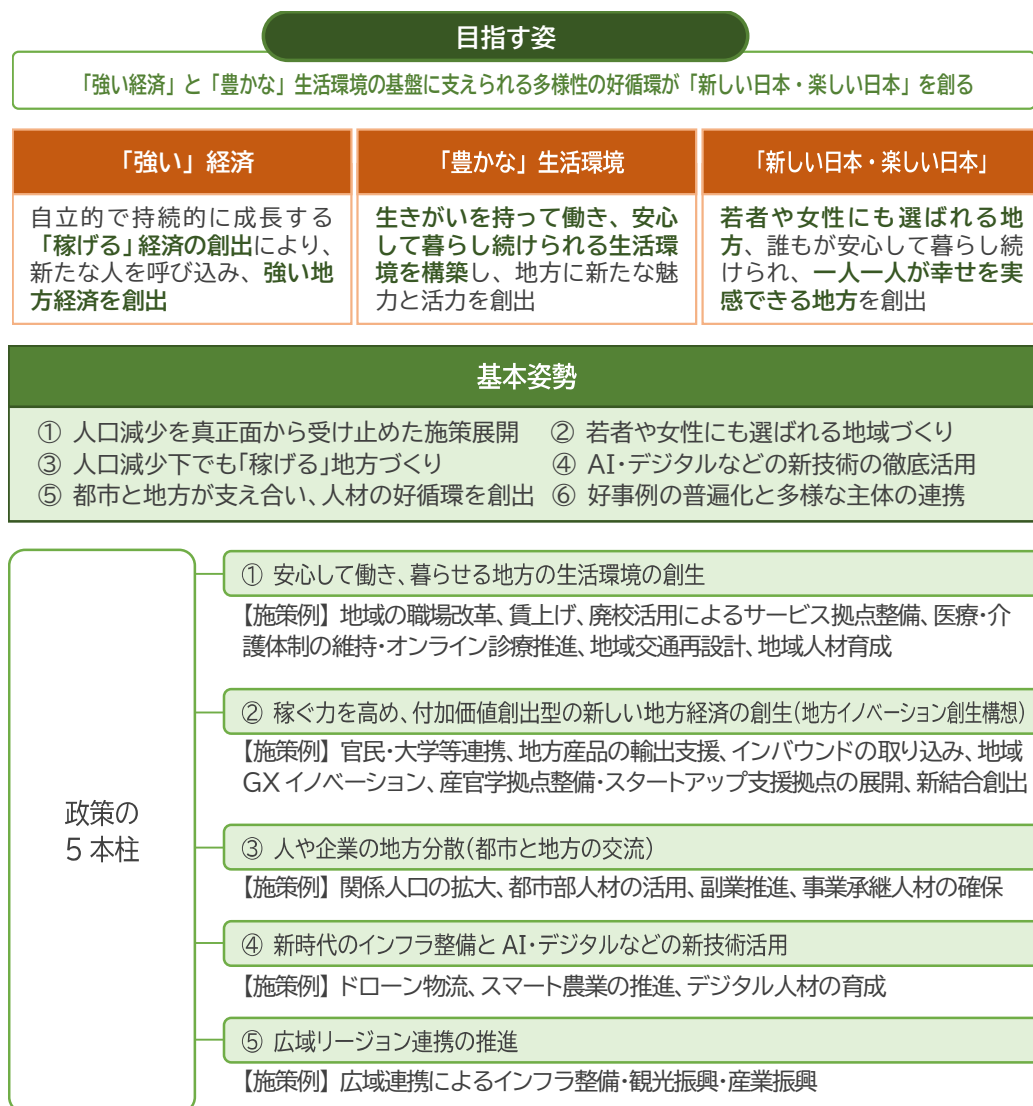 目指す姿
「強い経済」と「豊かな」生活環境の基盤に支えられる多様性の好循環が「新しい日本・楽しい日本」を創る
「強い」経済
自立的で持続的に成長する
「稼げる」経済の創出により、
新たな人を呼び込み、強い地
方経済を創出
「豊かな」生活環境
生きがいを持って働き、安心
して暮らし続けられる生活環
境を構築し、地方に新たな魅
力と活力を創出
「新しい日本・楽しい日本」
若者や女性にも選ばれる地
方、誰もが安心して暮らし続
けられ、一人一人が幸せを実
感できる地方を創出
基本姿勢
① 人口減少を真正面から受け止めた施策展開 ② 若者や女性にも選ばれる地域づくり
③ 人口減少下でも「稼げる」地方づくり ④ AI・デジタルなどの新技術の徹底活用
⑤ 都市と地方が支え合い、人材の好循環を創出 ⑥ 好事例の普遍化と多様な主体の連携
政策の
5 本柱
① 安心して働き、暮らせる地方の生活環境の創生
【施策例】 地域の職場改革、賃上げ、廃校活用によるサービス拠点整備、医療・介
護体制の維持・オンライン診療推進、地域交通再設計、地域人材育成
② 稼ぐ力を高め、付加価値創出型の新しい地方経済の創生(地方イノベーション創生構想)
【施策例】 官民・大学等連携、地方産品の輸出支援、インバウンドの取り込み、地域
GX イノベーション、産官学拠点整備・スタートアップ支援拠点の展開、新結合創出
③ 人や企業の地方分散(都市と地方の交流)
【施策例】 関係人口の拡大、都市部人材の活用、副業推進、事業承継人材の確保
④ 新時代のインフラ整備と AI・デジタルなどの新技術活用
【施策例】 ドローン物流、スマート農業の推進、デジタル人材の育成
⑤ 広域リージョン連携の推進
【施策例】 広域連携によるインフラ整備・観光振興・産業振興